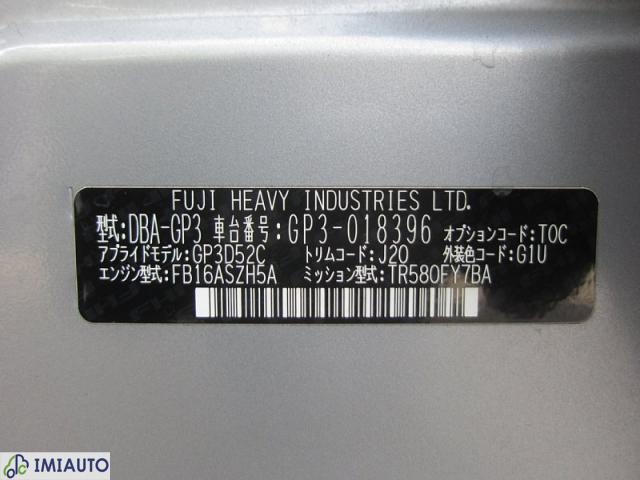 FUJI HEAVY INDUSTRIES LTD.
型式:DBA-GP3 車台番号:GP3-018396 オプションコード:TOC
アプライドモデル:GP3D52C トリムコード:J20 外装色コード:G1U
エンジン型式:FB16ASZH5A ミッション型式:TR580FY7BA
IMIAUTO